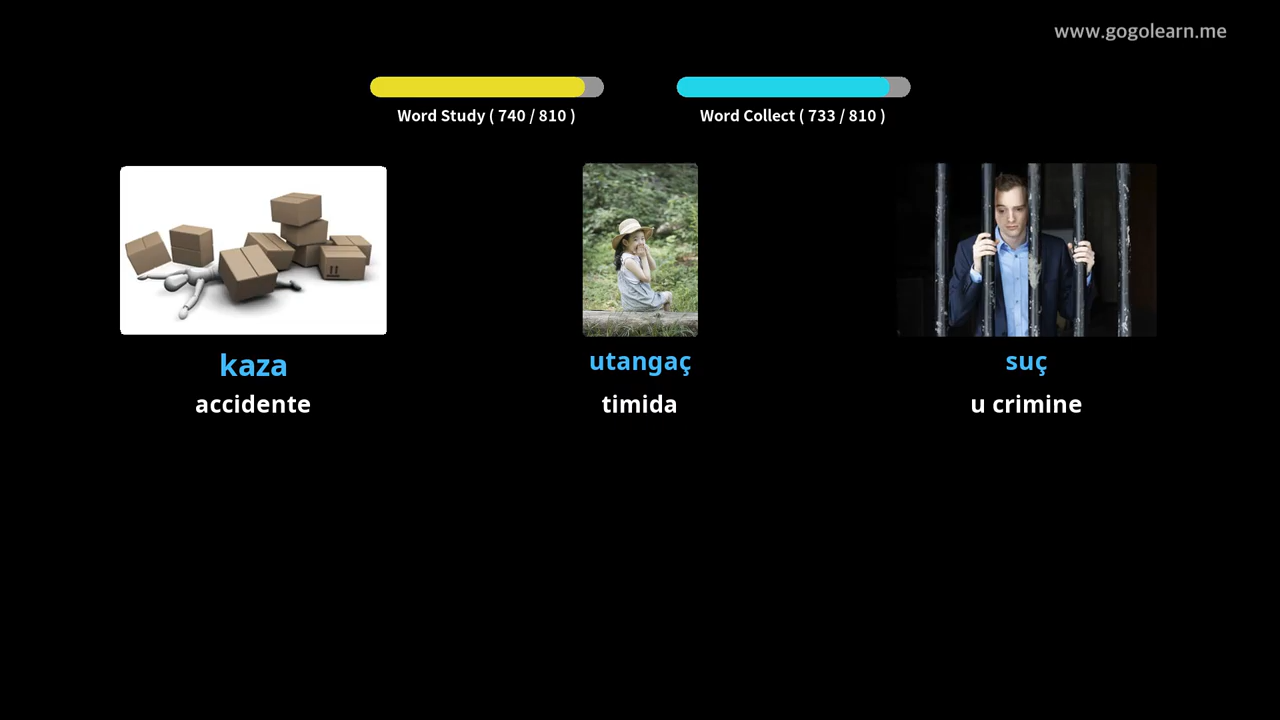 www.gogolearn.me
Word Study ( 740 / 810 )
Word Collect ( 733 / 810 )
kaza
accidente
utangaç
timida
suç
u crimine